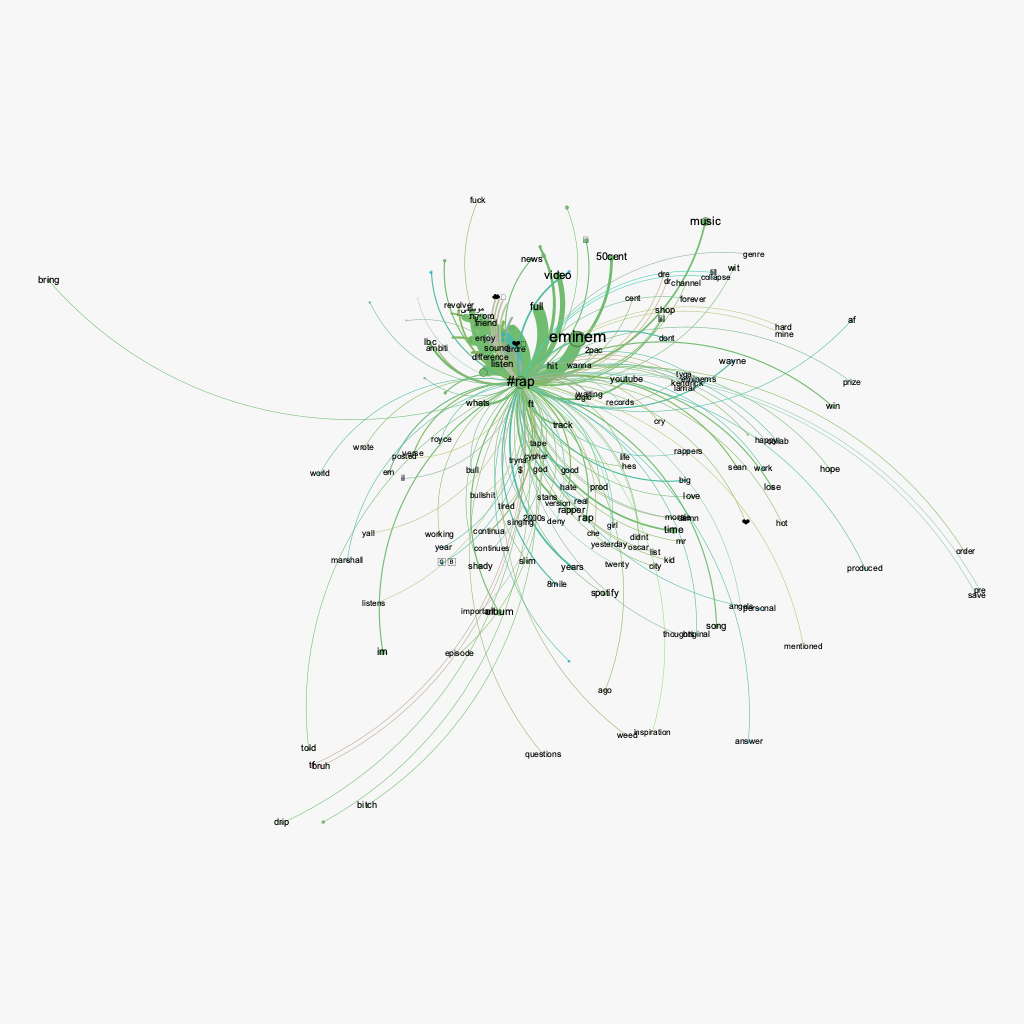 fuck
music
news
50cent
genre
video
wit
lil
dre
collapse
bring
dr
channel
cent
forever
revolver
full
shop
friend
lil
af
hard
mine
eminem
enjoy
dont
lbc
sound
ambiti
2pac
difference
listen
hit
wanna
wayne
#rap
youtube
tyga
kendrick
lamar
prize
waiting
whats
ft
records
win
track
cry
royce
tape
happy
collab
wrote
posted
verse
cypher
rappers
tryna
life
hes
sean
work
hope
world
em
il
bull
$
god
good
big
hate
prod
lose
bullshit
stans
love
tired
version
real
rapper
2000s
rap
singing
deny
girl
time
hot
yall
working
continua
che
didnt
mr
year
continues
yesterday
oscar
list
order
marshall
shady
slim
years
twenty
kid
city
produced
8mile
spotify
pre
save
listens
album
angels
personal
song
thoughts
original
im
episode
mentioned
ago
weed
inspiration
told
questions
answer
tf
bruh
bitch
drip